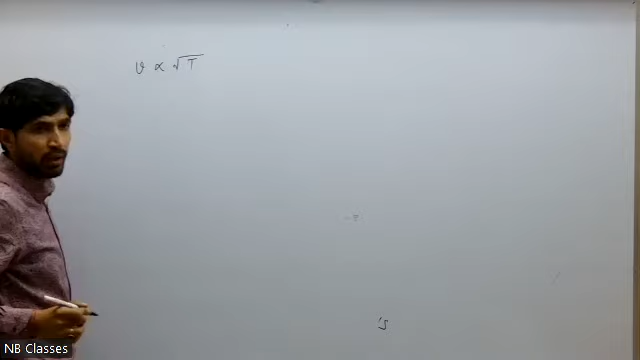 v ∝ √T
's
NB Classes